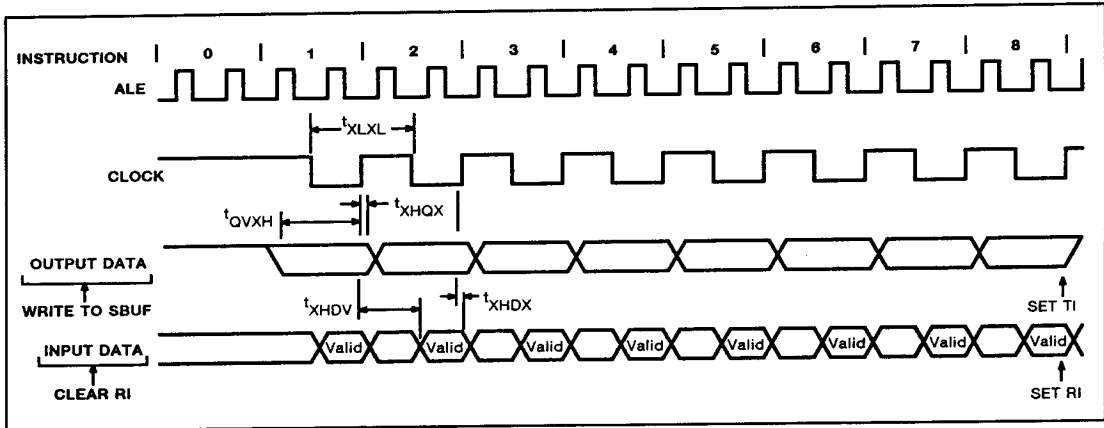 INSTRUCTION | 0 | 1 | 2 | 3 | 4 | 5 | 6 | 7 | 8 |
ALE
tXLXL
CLOCK
tQVXH
tXHQX
OUTPUT DATA
WRITE TO SBUF
tXHDV
tXHDX
SET TI
INPUT DATA
Valid Valid Valid Valid Valid Valid Valid Valid
CLEAR RI
SET RI